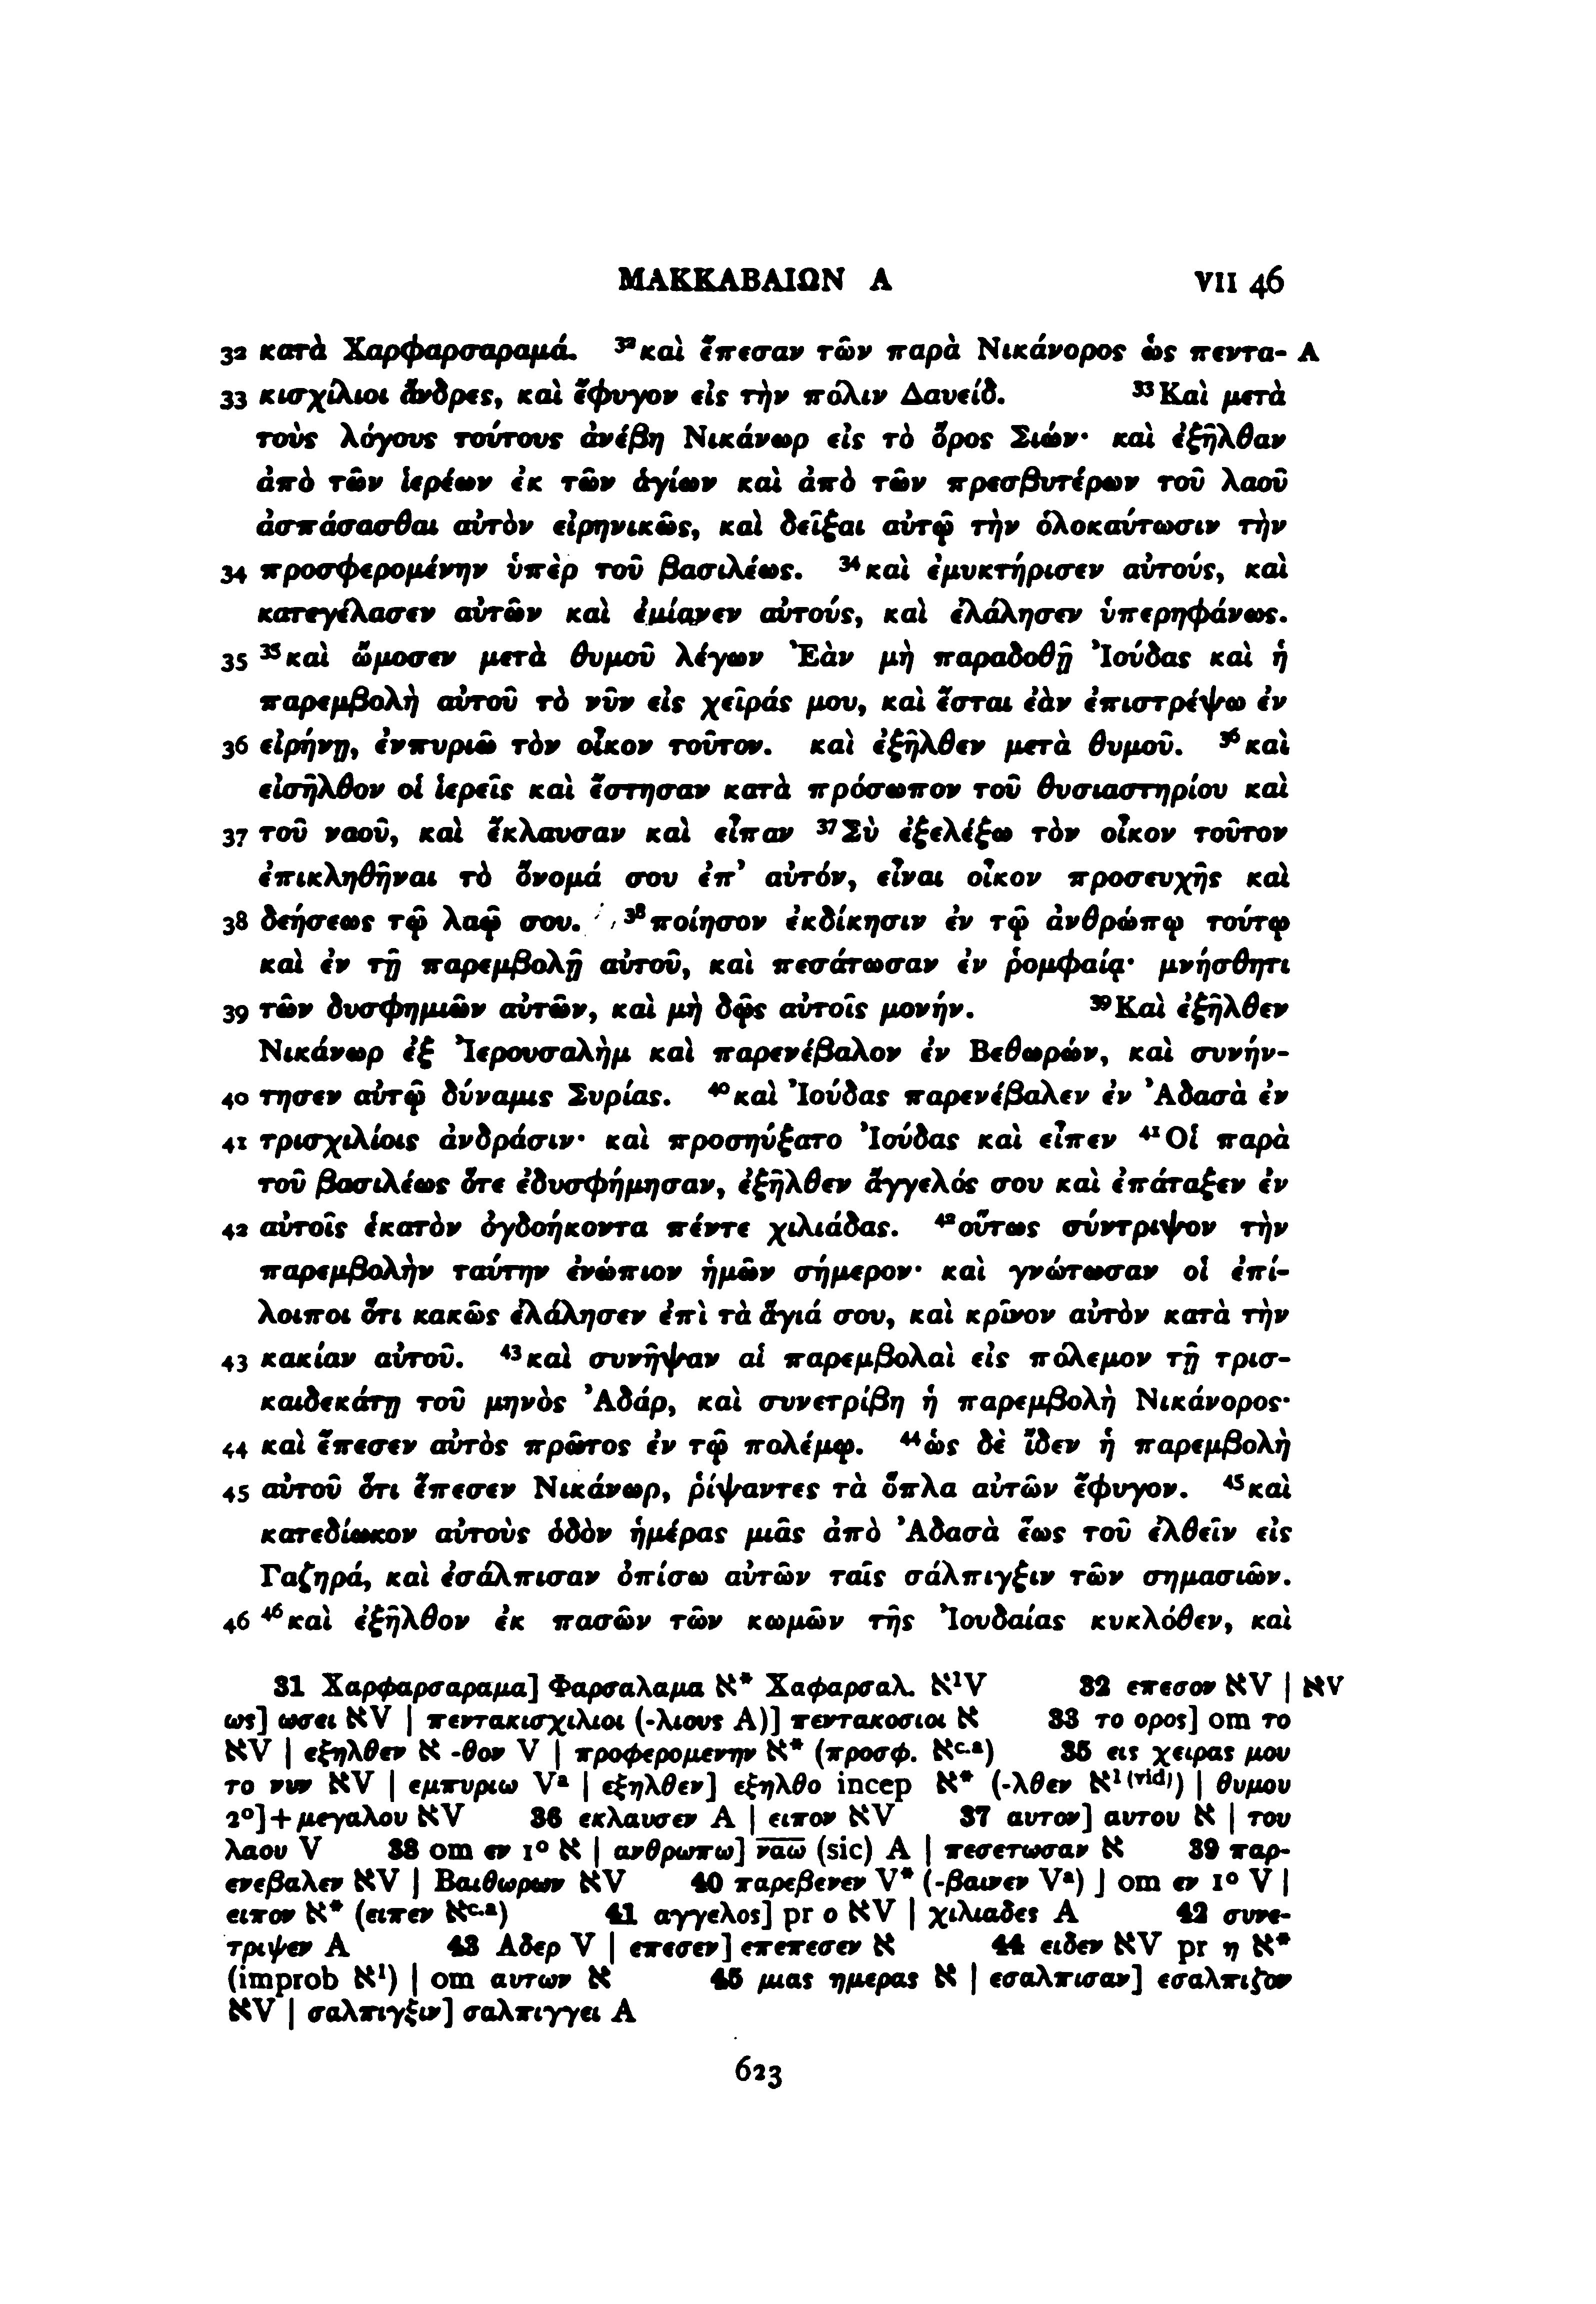 ΜΑΚΚΑΒΑΙΩΝ Α VII 46
32 κατὰ Χαρφαρσαραμά. ³²καὶ ἔπεσαν τῶν παρὰ Νικάνορος ὡς πεντα- A
33 κισχίλιοι ἄνδρες, καὶ ἔφυγον εἰς τὴν πόλιν Δαυείδ. ³³Καὶ μετὰ
τοὺς λόγους τούτους ἀνέβη Νικάνωρ εἰς τὸ ὄρος Σιών· καὶ ἐξῆλθαν
ἀπὸ τῶν ἱερέων ἐκ τῶν ἁγίων καὶ ἀπὸ τῶν πρεσβυτέρων τοῦ λαοῦ
ἀσπάσασθαι αὐτὸν εἰρηνικῶς, καὶ δεῖξαι αὐτῷ τὴν ὁλοκαύτωσιν τὴν
34 προσφερομένην ὑπὲρ τοῦ βασιλέως. ³⁴καὶ ἐμυκτήρισεν αὐτούς, καὶ
κατεγέλασεν αὐτῶν καὶ ἐμίανεν αὐτούς, καὶ ἐλάλησεν ὑπερηφάνως.
35 ³⁵καὶ ὤμοσεν μετὰ θυμοῦ λέγων Ἐὰν μὴ παραδοθῇ Ἰούδας καὶ ἡ
παρεμβολὴ αὐτοῦ τὸ νῦν εἰς χεῖράς μου, καὶ ἔσται ἐὰν ἐπιστρέψω ἐν
36 εἰρήνῃ, ἐνπυριῶ τὸν οἶκον τοῦτον. καὶ ἐξῆλθεν μετὰ θυμοῦ. ³⁶καὶ
εἰσῆλθον οἱ ἱερεῖς καὶ ἔστησαν κατὰ πρόσωπον τοῦ θυσιαστηρίου καὶ
37 τοῦ ναοῦ, καὶ ἔκλαυσαν καὶ εἶπαν ³⁷Σὺ ἐξελέξω τὸν οἶκον τοῦτον
ἐπικληθῆναι τὸ ὄνομά σου ἐπ’ αὐτόν, εἶναι οἶκον προσευχῆς καὶ
38 δεήσεως τῷ λαῷ σου. ³⁸ποίησον ἐκδίκησιν ἐν τῷ ἀνθρώπῳ τούτῳ
καὶ ἐν τῇ παρεμβολῇ αὐτοῦ, καὶ πεσάτωσαν ἐν ῥομφαίᾳ· μνήσθητι
39 τῶν δυσφημιῶν αὐτῶν, καὶ μὴ δῷς αὐτοῖς μονήν. ³⁹Καὶ ἐξῆλθεν
Νικάνωρ ἐξ Ἰερουσαλὴμ καὶ παρενέβαλον ἐν Βεθωρών, καὶ συνήν-
40 τησεν αὐτῷ δύναμις Συρίας. ⁴⁰καὶ Ἰούδας παρενέβαλεν ἐν Ἀδασὰ ἐν
41 τρισχιλίοις ἀνδράσιν· καὶ προσηύξατο Ἰούδας καὶ εἶπεν ⁴¹Οἱ παρὰ
τοῦ βασιλέως ὅτε ἐδυσφήμησαν, ἐξῆλθεν ἄγγελός σου καὶ ἐπάταξεν ἐν
42 αὐτοῖς ἑκατὸν ὀγδοήκοντα πέντε χιλιάδας. ⁴²οὕτως σύντριψον τὴν
παρεμβολὴν ταύτην ἐνώπιον ἡμῶν σήμερον· καὶ γνώτωσαν οἱ ἐπί-
λοιποι ὅτι κακῶς ἐλάλησεν ἐπὶ τὰ ἅγιά σου, καὶ κρῖνον αὐτὸν κατὰ τὴν
43 κακίαν αὐτοῦ. ⁴³καὶ συνῆψαν αἱ παρεμβολαὶ εἰς πόλεμον τῇ τρισ-
καιδεκάτῃ τοῦ μηνὸς Ἀδάρ, καὶ συνετρίβη ἡ παρεμβολὴ Νικάνορος·
44 καὶ ἔπεσεν αὐτὸς πρῶτος ἐν τῷ πολέμῳ. ⁴⁴ὡς δὲ ἴδεν ἡ παρεμβολὴ
45 αὐτοῦ ὅτι ἔπεσεν Νικάνωρ, ῥίψαντες τὰ ὅπλα αὐτῶν ἔφυγον. ⁴⁵καὶ
κατεδίωκον αὐτοὺς ὁδὸν ἡμέρας μιᾶς ἀπὸ Ἀδασὰ ἕως τοῦ ἐλθεῖν εἰς
Γαζηρά, καὶ ἐσάλπισαν ὀπίσω αὐτῶν ταῖς σάλπιγξιν τῶν σημασιῶν.
46 ⁴⁶καὶ ἐξῆλθον ἐκ πασῶν τῶν κωμῶν τῆς Ἰουδαίας κυκλόθεν, καὶ
31 Χαρφαρσαραμα] Φαρσαλαμα ℵ* Χαφαρσαλ. ℵ¹V 32 επεσον ℵV | ℵV
ως] ωσει ℵV | πεντακισχιλιοι (-λιους A)] πεντακοσιοι ℵ 33 το ορος] om το
ℵV | εξηλθεν ℵ -θον V | προφερομενην ℵ* (προσφ. ℵᶜ·ᵃ) 35 εις χειρας μου
το νυν ℵV | εμπυριω Vᵃ | εξηλθεν] εξηλθο incep ℵ* (-λθεν ℵ¹⁽ᵛⁱᵈ⁾) | θυμου
2º]+μεγαλου ℵV 36 εκλαυσεν A | ειπον ℵV 37 αυτον] αυτου ℵ | του
λαου V 38 om εν 1º ℵ | ανθρωπω] ν̅α̅ω̅ (sic) A | πεσετωσαν ℵ 39 παρ-
ενεβαλεν ℵV | Βαιθωρων ℵV 40 παρεβενεν V* (-βαινεν Vᵃ) | om εν 1º V |
ειπον ℵ* (ειπεν ℵᶜ·ᵃ) 41 αγγελος] pr ο ℵV | χιλιαδες A 42 συνε-
τριψεν A 43 Αδερ V | επεσεν] επεπεσεν ℵ 44 ειδεν ℵV pr η ℵ*
(improb ℵ¹) | om αυτων ℵ 45 μιας ημερας ℵ | εσαλπισαν] εσαλπιζον
ℵV | σαλπιγξιν] σαλπιγγει A
623